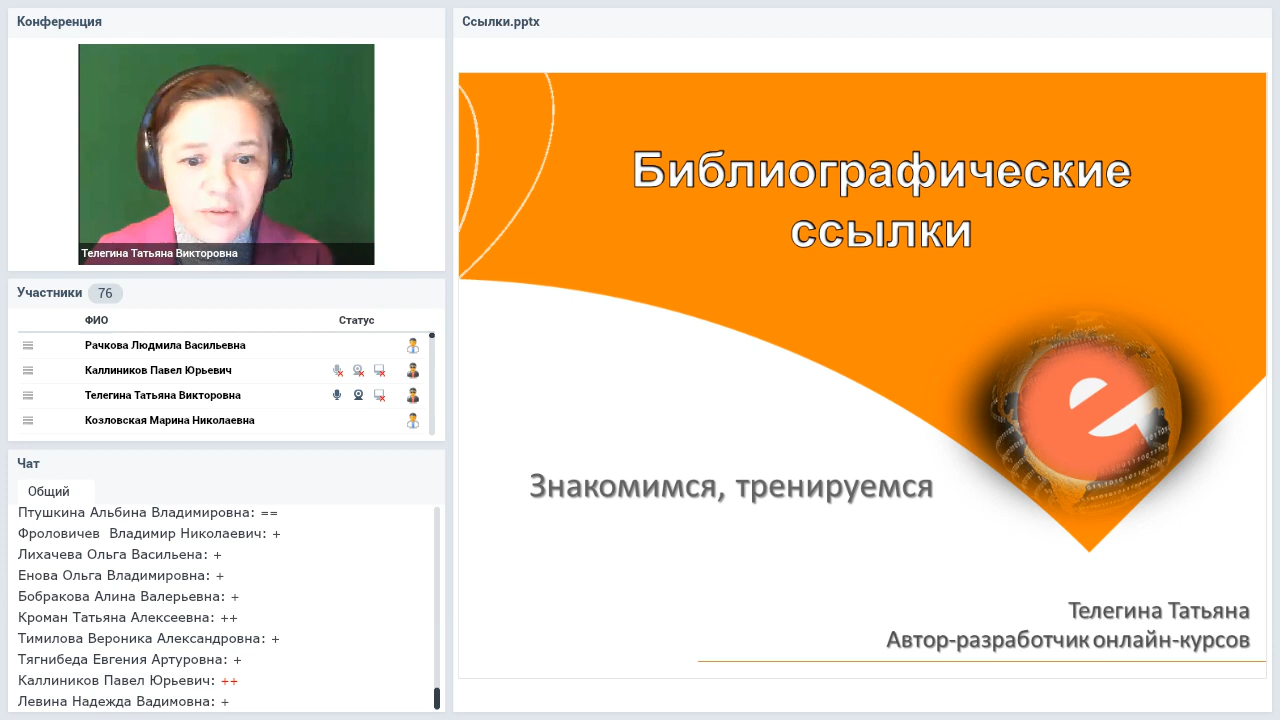 Конференция
Телегина Татьяна Викторовна
Участники 76
ФИО Статус
Рачкова Людмила Васильевна
Каллиников Павел Юрьевич
Телегина Татьяна Викторовна
Козловская Марина Николаевна
Чат
Общий
Птушкина Альбина Владимировна: ==
Фроловичев  Владимир Николаевич: +
Лихачева Ольга Васильена: +
Енова Ольга Владимировна: +
Бобракова Алина Валерьевна: +
Кроман Татьяна Алексеевна: ++
Тимилова Вероника Александровна: +
Тягнибеда Евгения Артуровна: +
Каллиников Павел Юрьевич: ++
Левина Надежда Вадимовна: +
Ссылки.pptx
Библиографические
ссылки
e
Знакомимся, тренируемся
Телегина Татьяна
Автор-разработчик онлайн-курсов